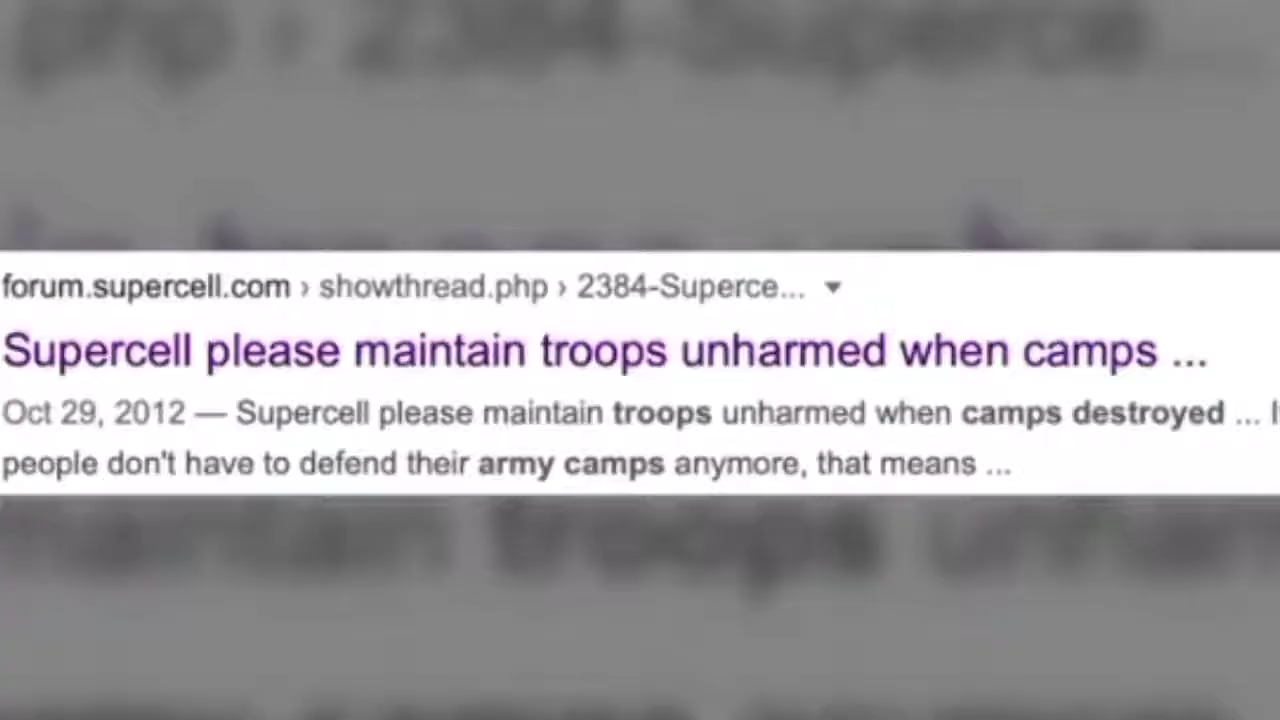 forum.supercell.com › showthread.php › 2384-Superce...
Supercell please maintain troops unharmed when camps ...
Oct 29, 2012 — Supercell please maintain troops unharmed when camps destroyed ...
people don't have to defend their army camps anymore, that means ...